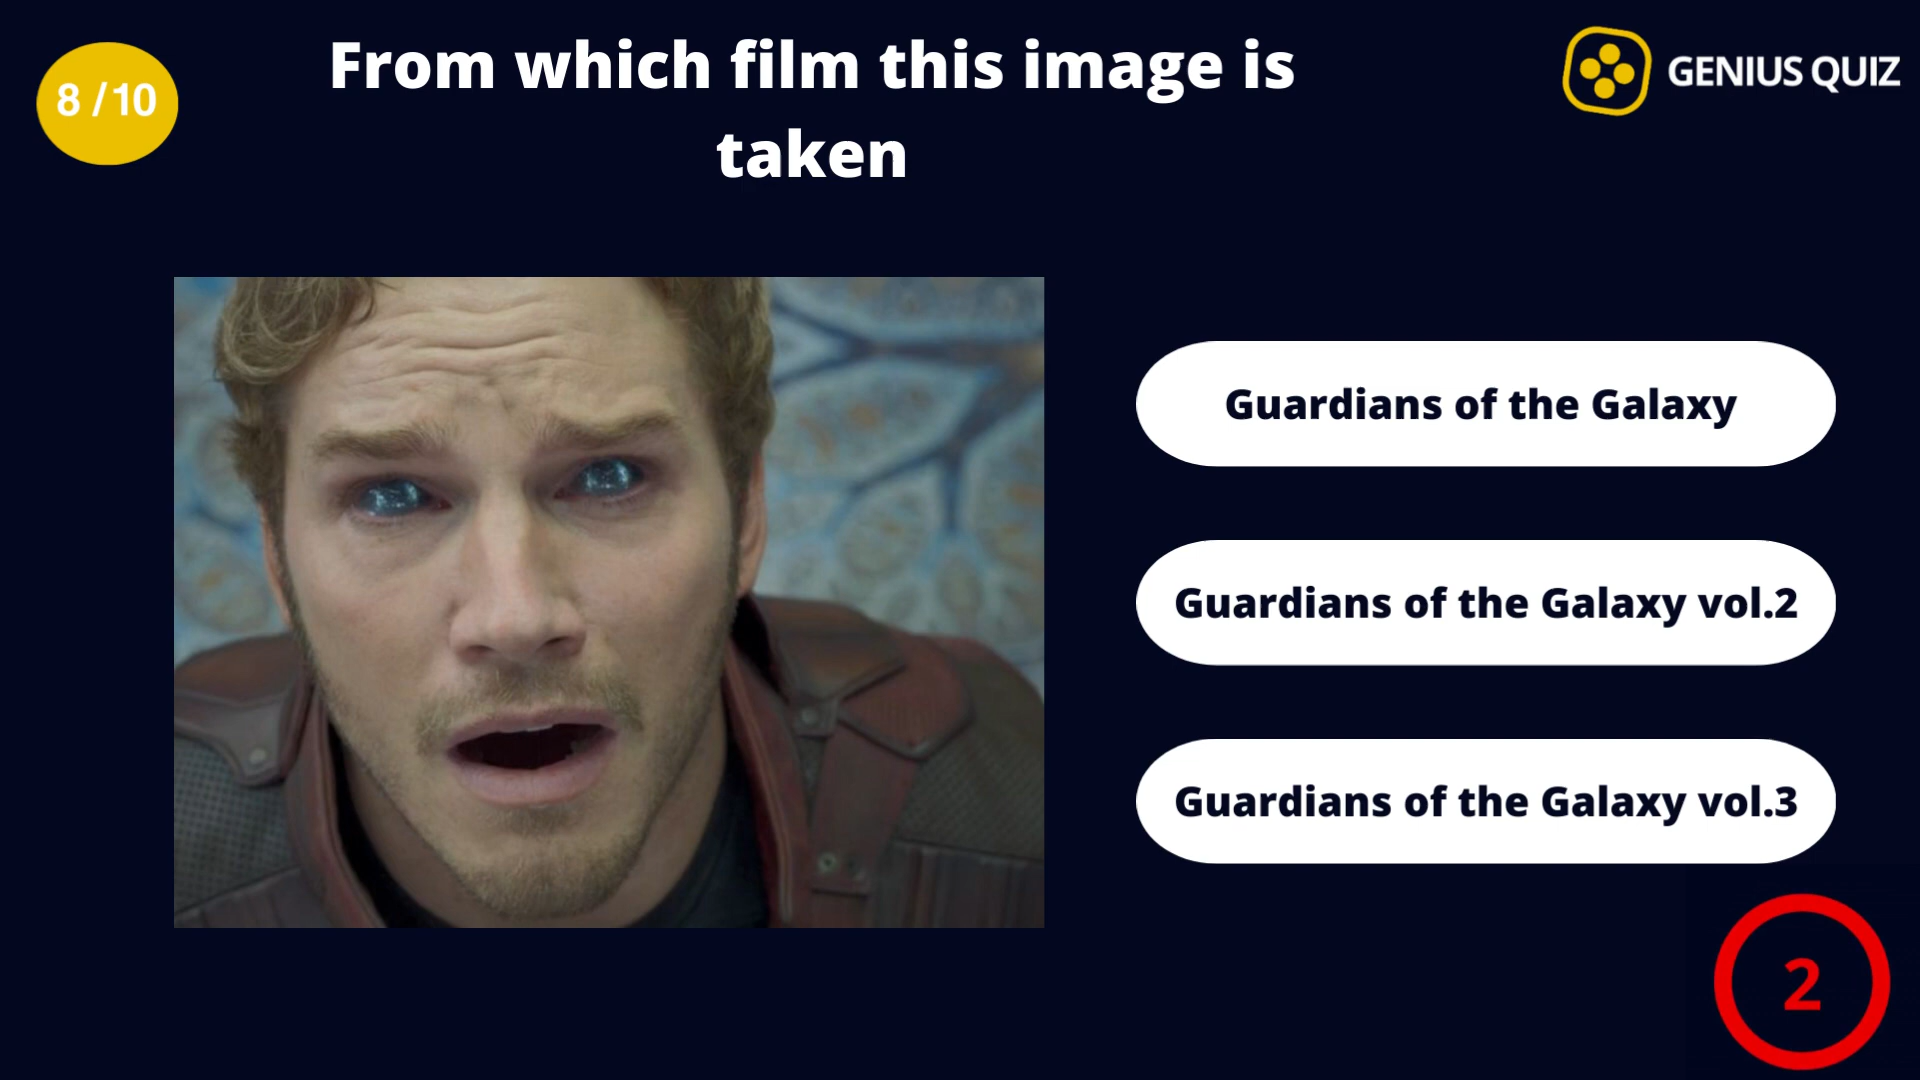 8 /10
From which film this image is
taken
GENIUS QUIZ
Guardians of the Galaxy
Guardians of the Galaxy vol.2
Guardians of the Galaxy vol.3
2